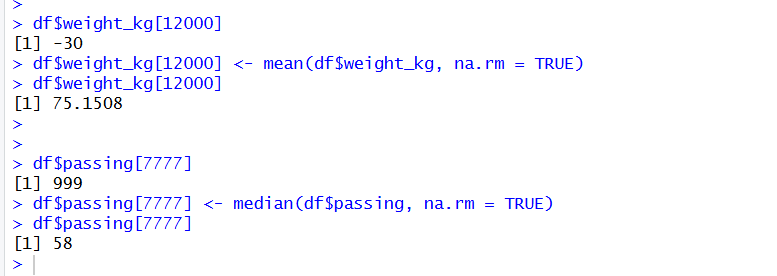 >
> df$weight_kg[12000]
[1] -30
> df$weight_kg[12000] <- mean(df$weight_kg, na.rm = TRUE)
> df$weight_kg[12000]
[1] 75.1508
>
>
> df$passing[7777]
[1] 999
> df$passing[7777] <- median(df$passing, na.rm = TRUE)
> df$passing[7777]
[1] 58
>